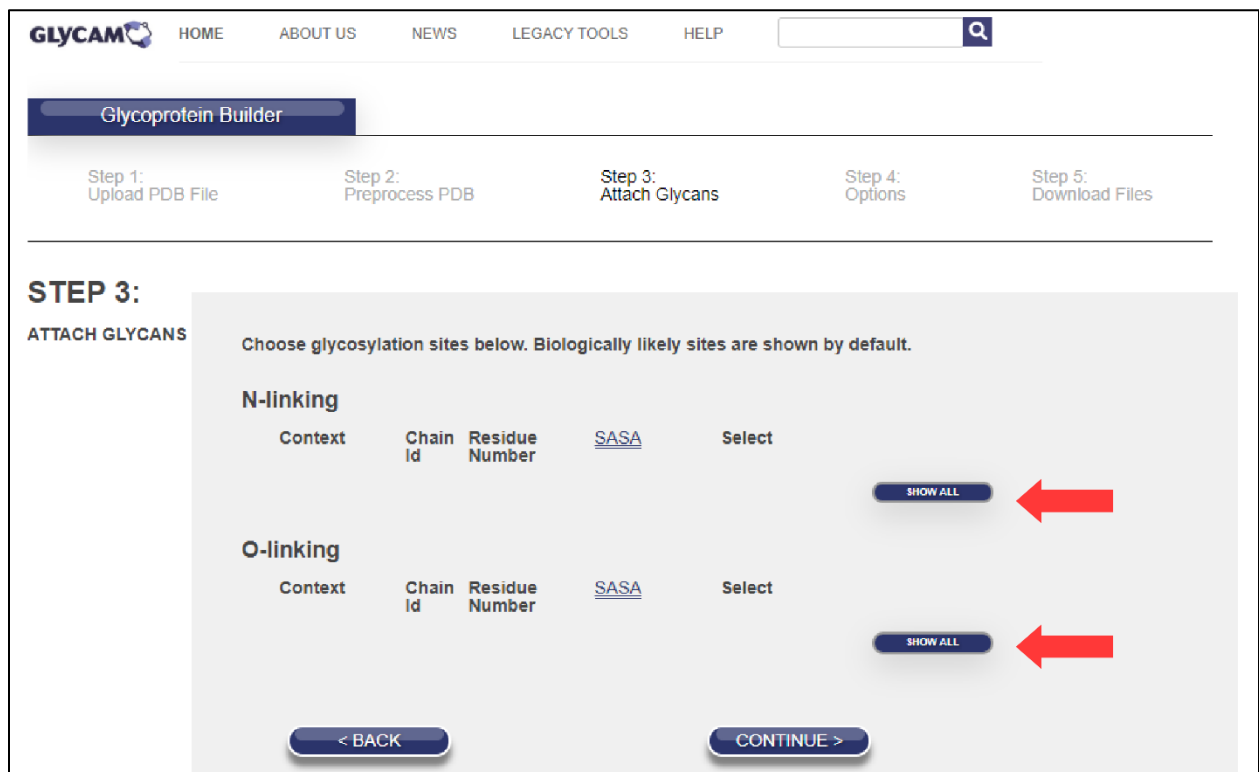 GLYCAM HOME ABOUT US NEWS LEGACY TOOLS HELP
Glycoprotein Builder
Step 1: Step 2: Step 3: Step 4: Step 5:
Upload PDB File Preprocess PDB Attach Glycans Options Download Files
STEP 3:
ATTACH GLYCANS
Choose glycosylation sites below. Biologically likely sites are shown by default.
N-linking
Context Chain Residue SASA Select
Id Number
SHOW ALL
O-linking
Context Chain Residue SASA Select
Id Number
SHOW ALL
< BACK CONTINUE >